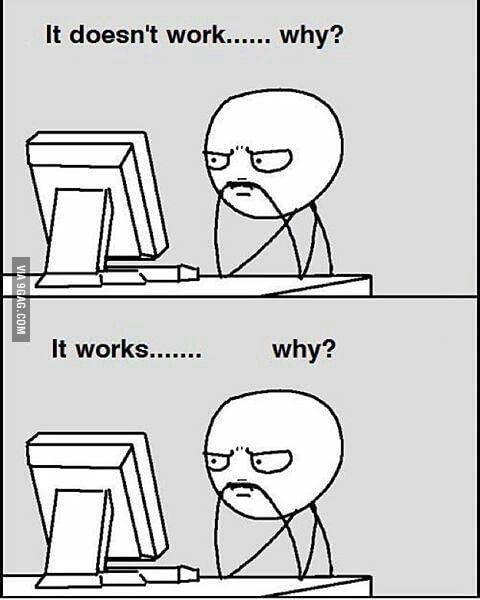 It doesn't work...... why?
VIA 9GAG.COM
It works....... why?